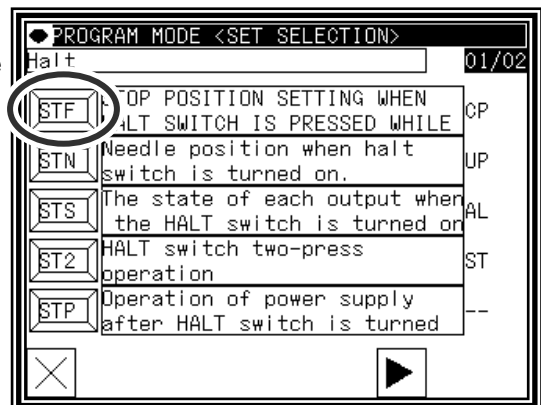 PROGRAM MODE <SET SELECTION>
Halt
01/02
STF
STOP POSITION SETTING WHEN
HALT SWITCH IS PRESSED WHILE
CP
STN
Needle position when halt
switch is turned on.
UP
STS
The state of each output when
the HALT switch is turned on
AL
ST2
HALT switch two-press
operation
ST
STP
Operation of power supply
after HALT switch is turned
--